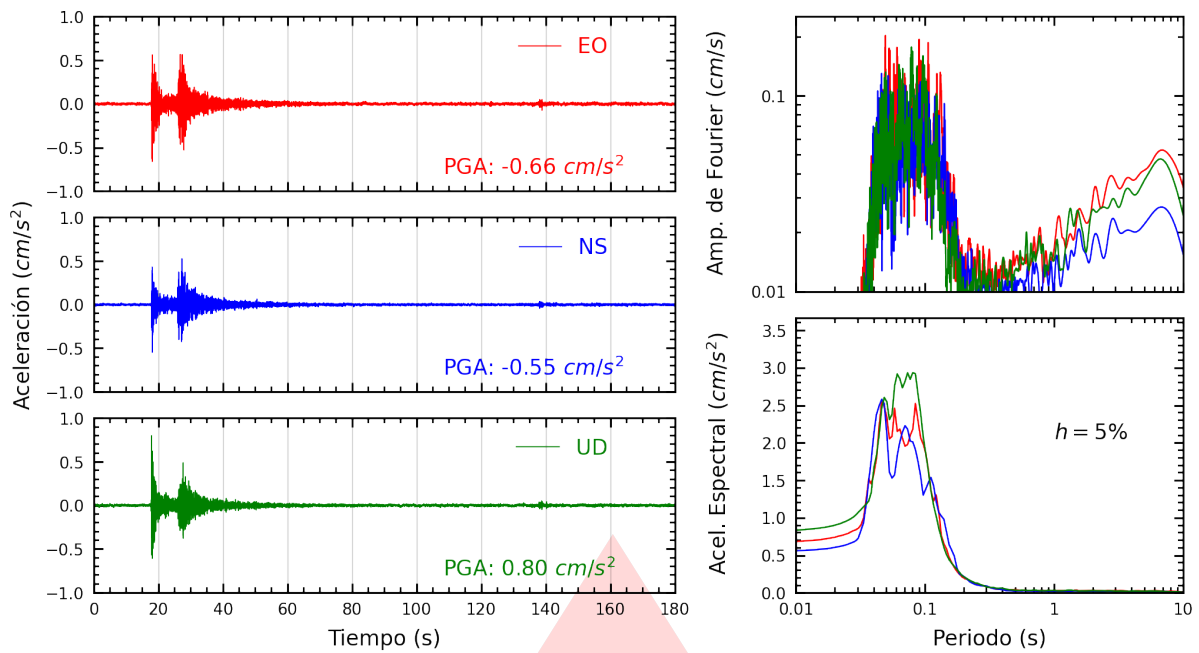 Aceleración (cm/s²)
1.0
0.5
0.0
−0.5
−1.0
EO
PGA: -0.66 cm/s²
1.0
0.5
0.0
−0.5
−1.0
NS
PGA: -0.55 cm/s²
1.0
0.5
0.0
−0.5
−1.0
UD
PGA: 0.80 cm/s²
0 20 40 60 80 100 120 140 160 180
Tiempo (s)
Amp. de Fourier (cm/s)
0.1
0.01
Acel. Espectral (cm/s²)
3.5
3.0
2.5
2.0
1.5
1.0
0.5
0.0
h = 5%
0.01 0.1 1 10
Periodo (s)